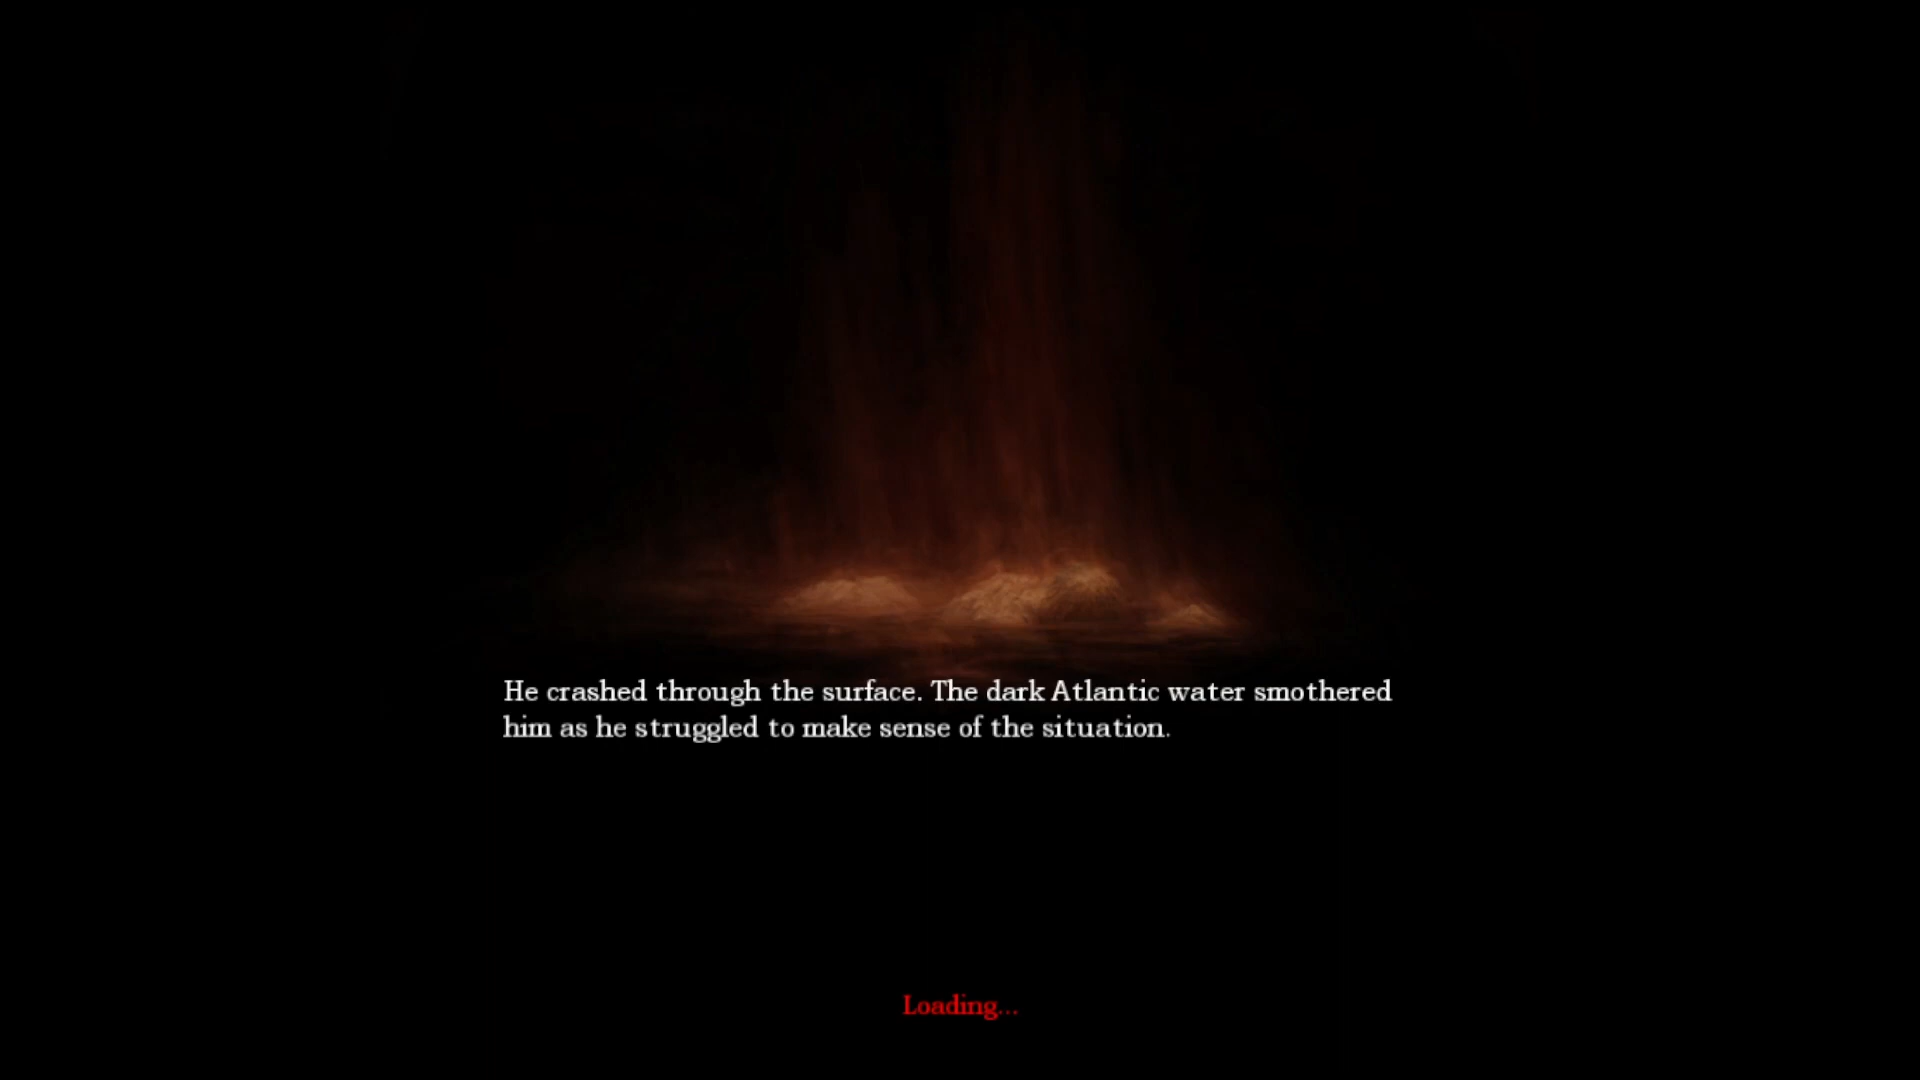 He crashed through the surface. The dark Atlantic water smothered
him as he struggled to make sense of the situation.
Loading...